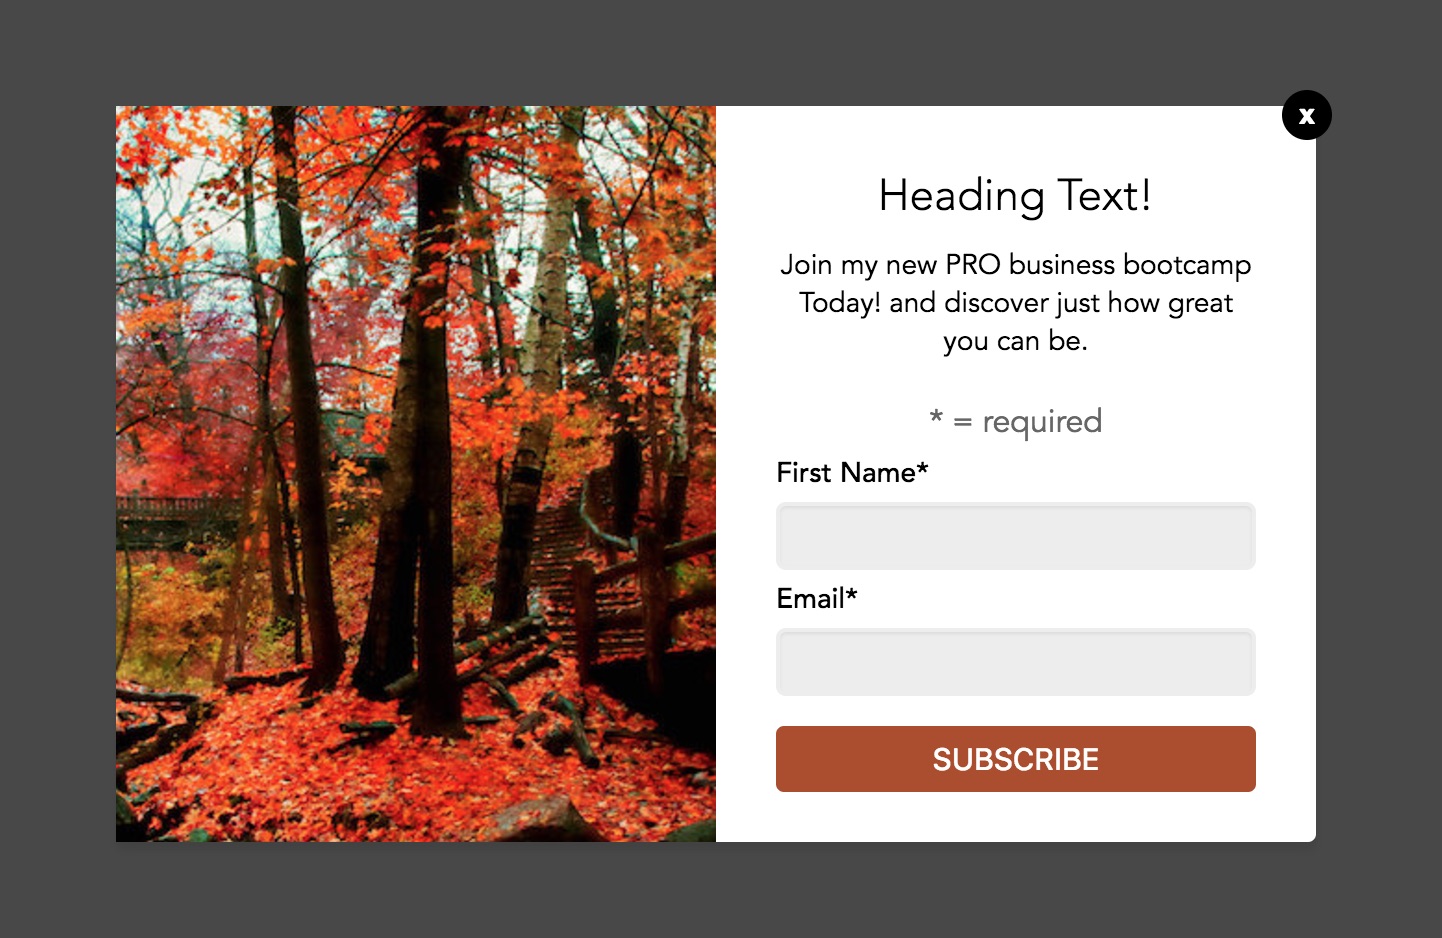 x
Heading Text!
Join my new PRO business bootcamp
Today! and discover just how great
you can be.
* = required
First Name*
Email*
SUBSCRIBE